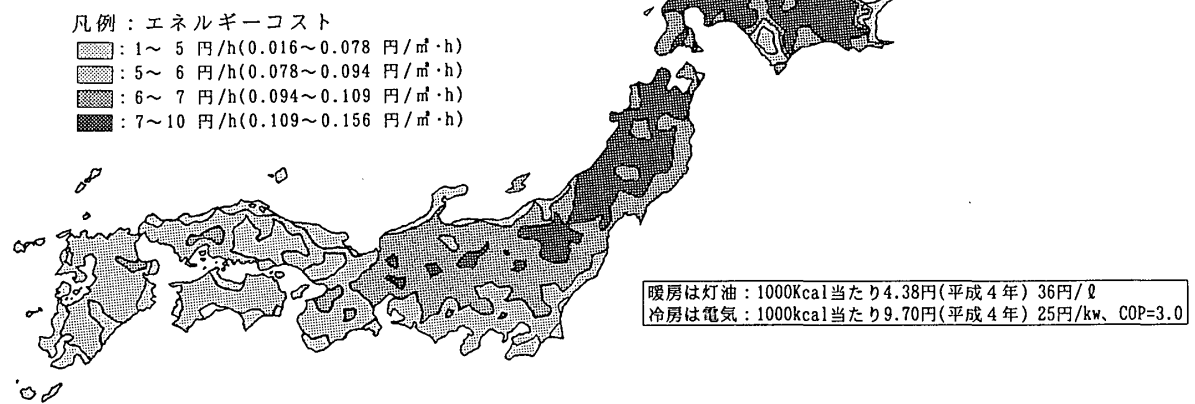 凡例：エネルギーコスト
：1～ 5 円/h(0.016～0.078 円/㎡･h)
：5～ 6 円/h(0.078～0.094 円/㎡･h)
：6～ 7 円/h(0.094～0.109 円/㎡･h)
：7～10 円/h(0.109～0.156 円/㎡･h)
暖房は灯油：1000Kcal当たり4.38円(平成４年) 36円/ℓ
冷房は電気：1000kcal当たり9.70円(平成４年) 25円/kw、COP=3.0